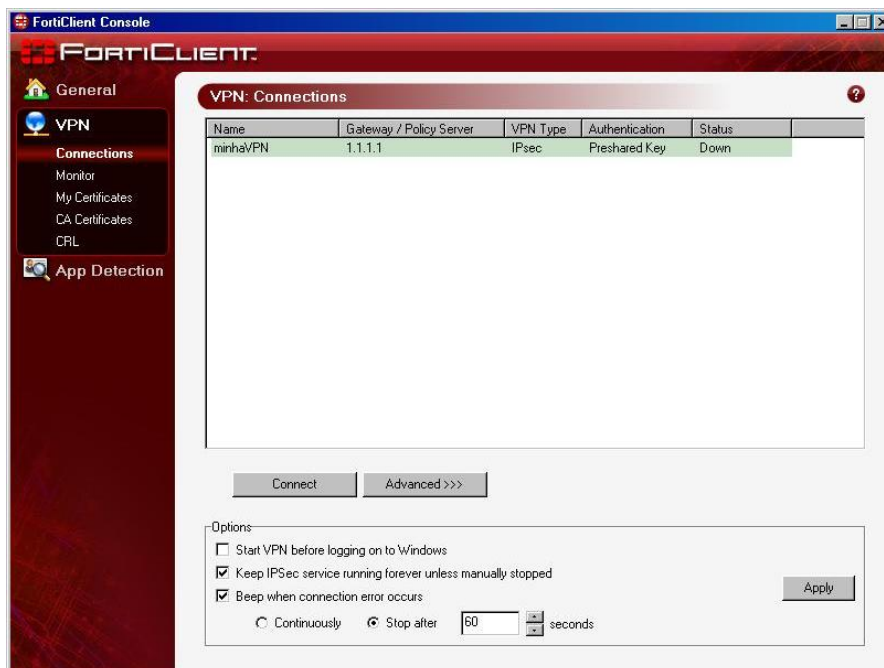 FortiClient Console
FORTICLIENT
General
VPN
Connections
Monitor
My Certificates
CA Certificates
CRL
App Detection
VPN: Connections
?
Name Gateway / Policy Server VPN Type Authentication Status
minhaVPN 1.1.1.1 IPsec Preshared Key Down
Connect Advanced >>>
Options
Start VPN before logging on to Windows
Keep IPSec service running forever unless manually stopped
Beep when connection error occurs
Continuously Stop after 60 seconds
Apply